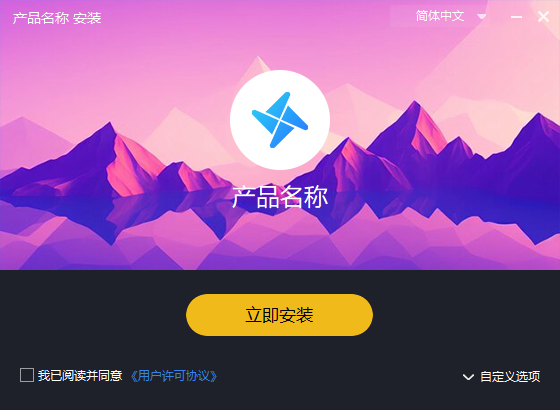 产品名称 安装
简体中文
产品名称
立即安装
我已阅读并同意 《用户许可协议》
自定义选项